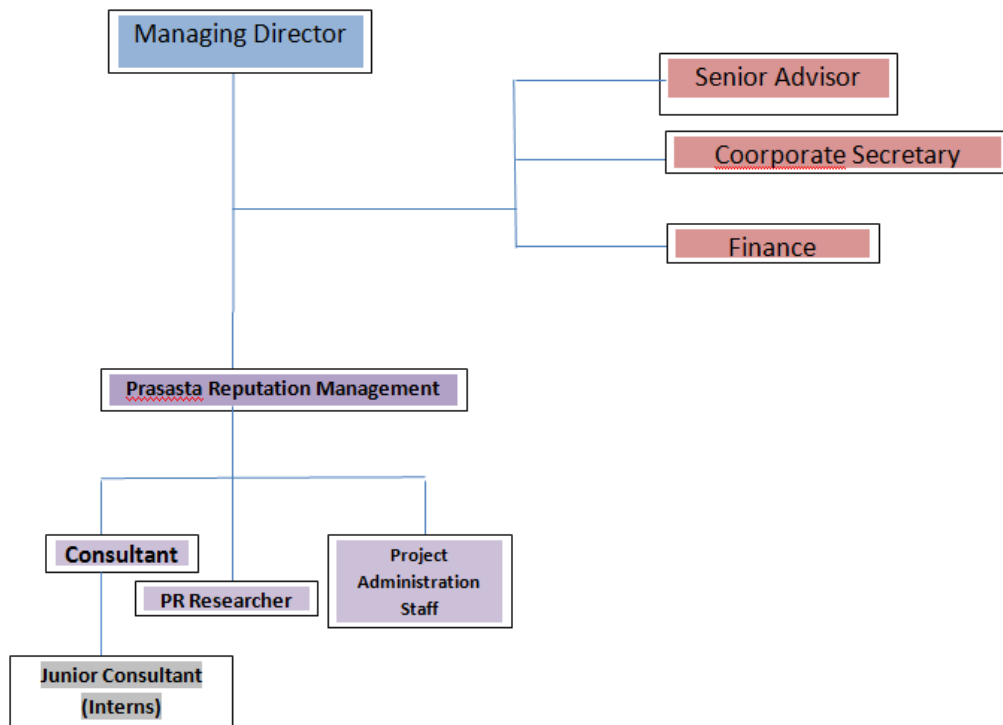 Managing Director
Senior Advisor
Coorporate Secretary
Finance
Prasasta Reputation Management
Consultant
PR Researcher
Project
Administration
Staff
Junior Consultant
(Interns)